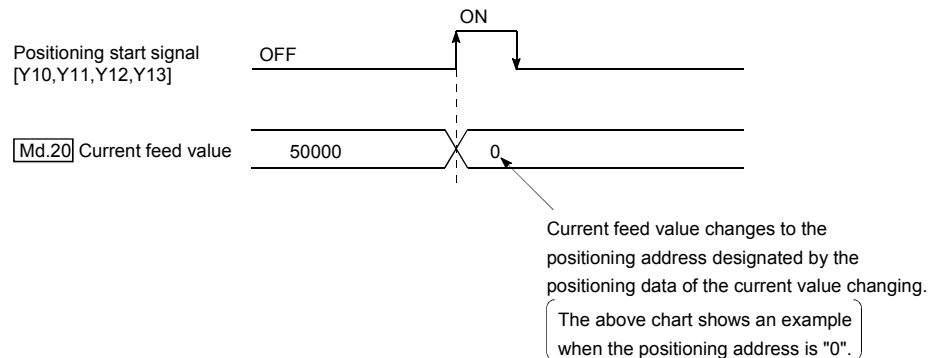 ON
Positioning start signal
OFF
[Y10,Y11,Y12,Y13]
Md.20 Current feed value
50000
0
Current feed value changes to the
positioning address designated by the
positioning data of the current value changing.
The above chart shows an example
when the positioning address is "0".